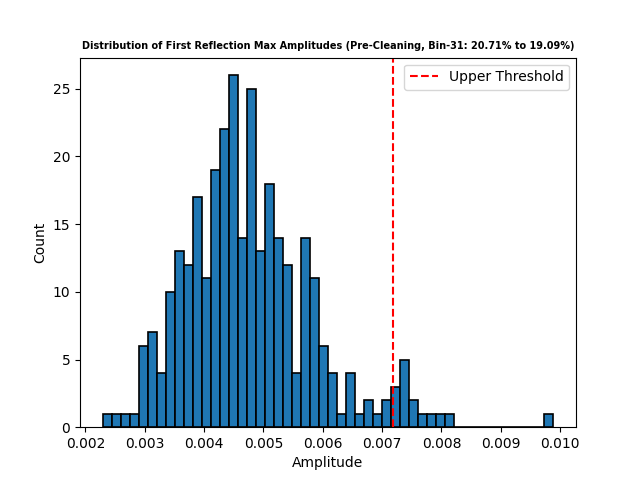 Distribution of First Reflection Max Amplitudes (Pre-Cleaning, Bin-31: 20.71% to 19.09%)
Upper Threshold
25
20
15
10
5
0
Count
0.002 0.003 0.004 0.005 0.006 0.007 0.008 0.009 0.010
Amplitude